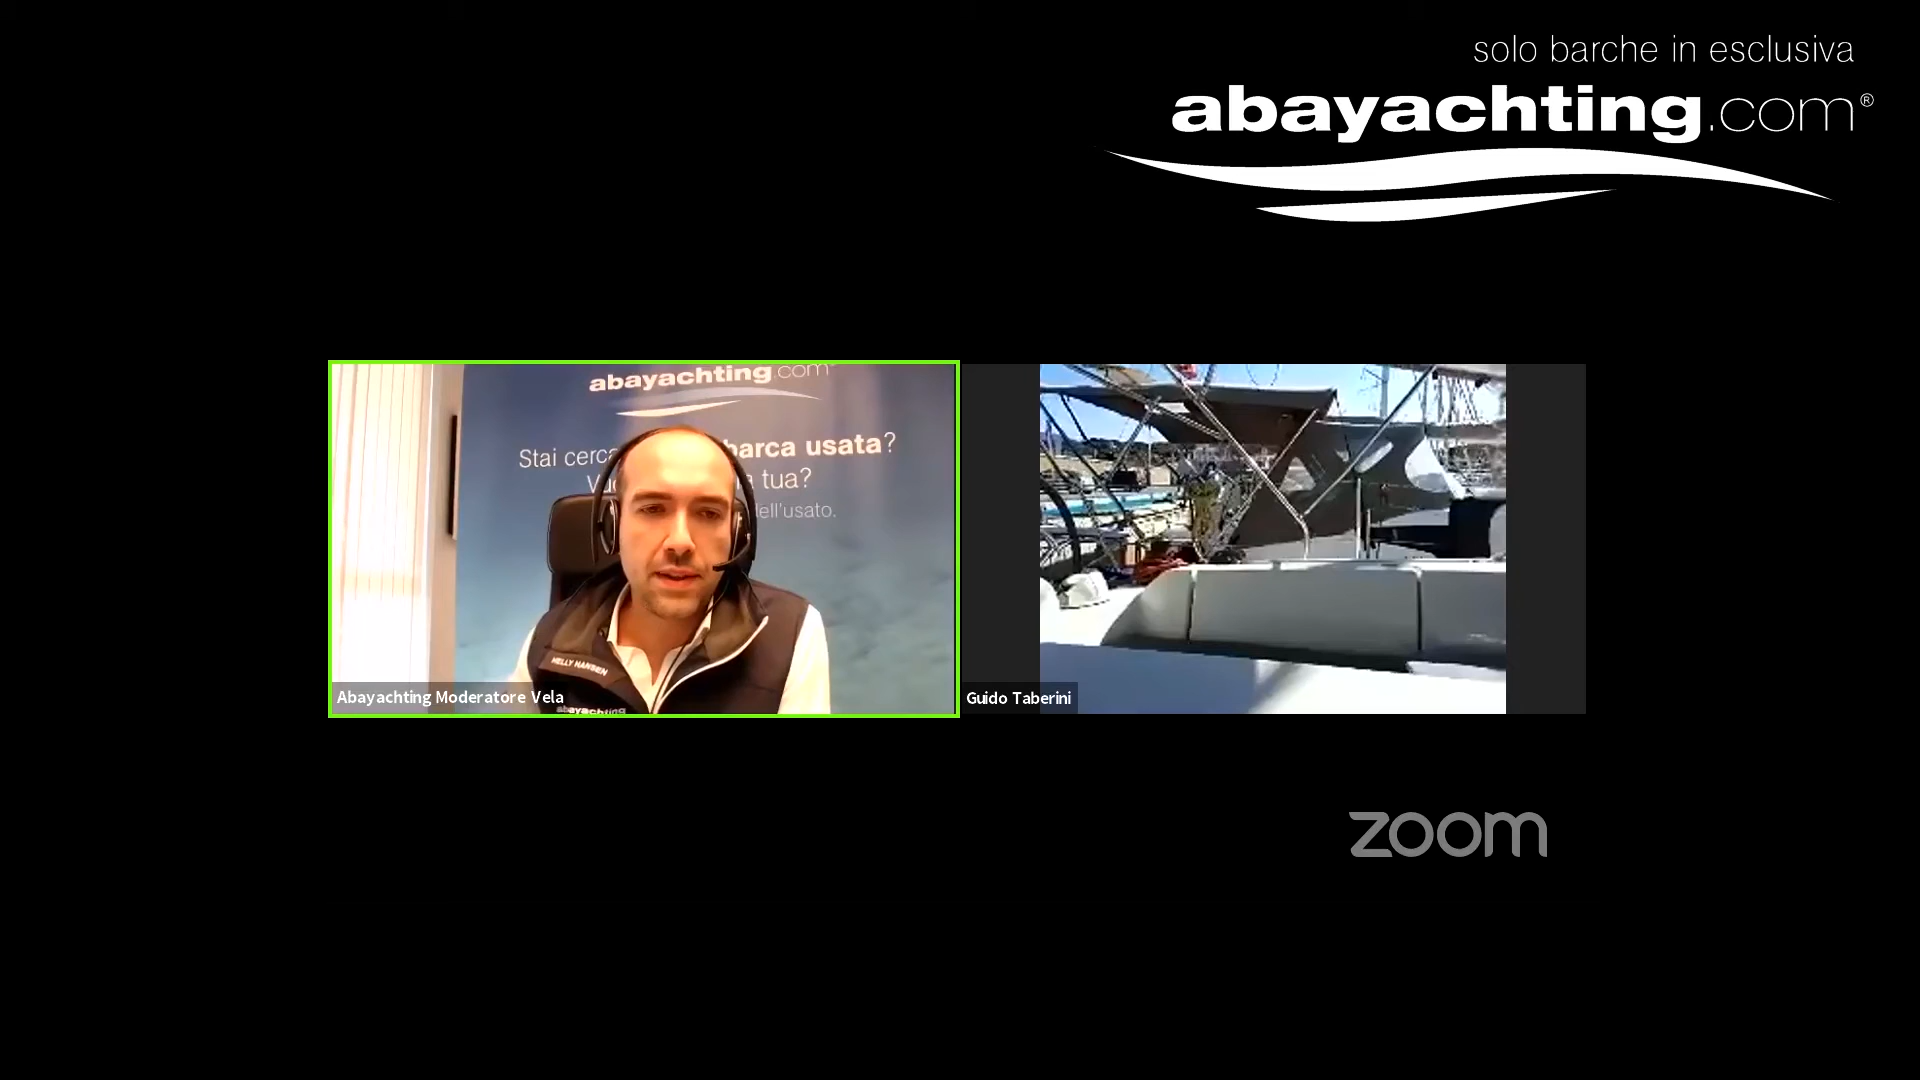 solo barche in esclusiva
abayachting.com®
abayachting.com
Stai cerca barca usata?
a tua?
dell'usato.
HELLY HANSEN
abayachting
Abayachting Moderatore Vela
Guido Taberini
zoom